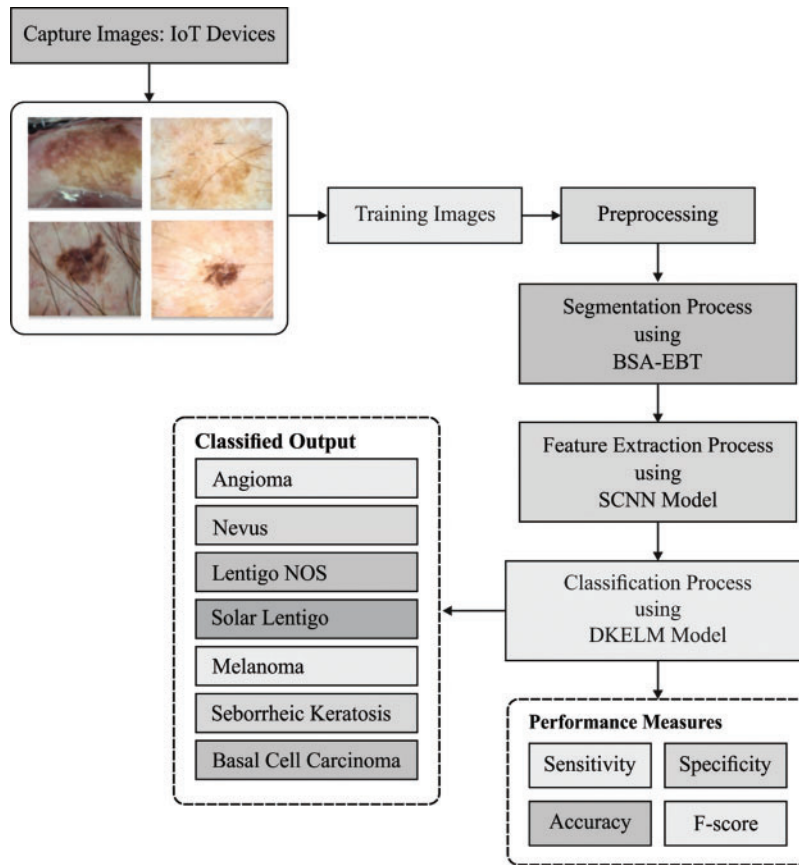 Capture Images: IoT Devices
Training Images
Preprocessing
Segmentation Process
using
BSA-EBT
Feature Extraction Process
using
SCNN Model
Classification Process
using
DKELM Model
Classified Output
Angioma
Nevus
Lentigo NOS
Solar Lentigo
Melanoma
Seborrheic Keratosis
Basal Cell Carcinoma
Performance Measures
Sensitivity
Specificity
Accuracy
F-score